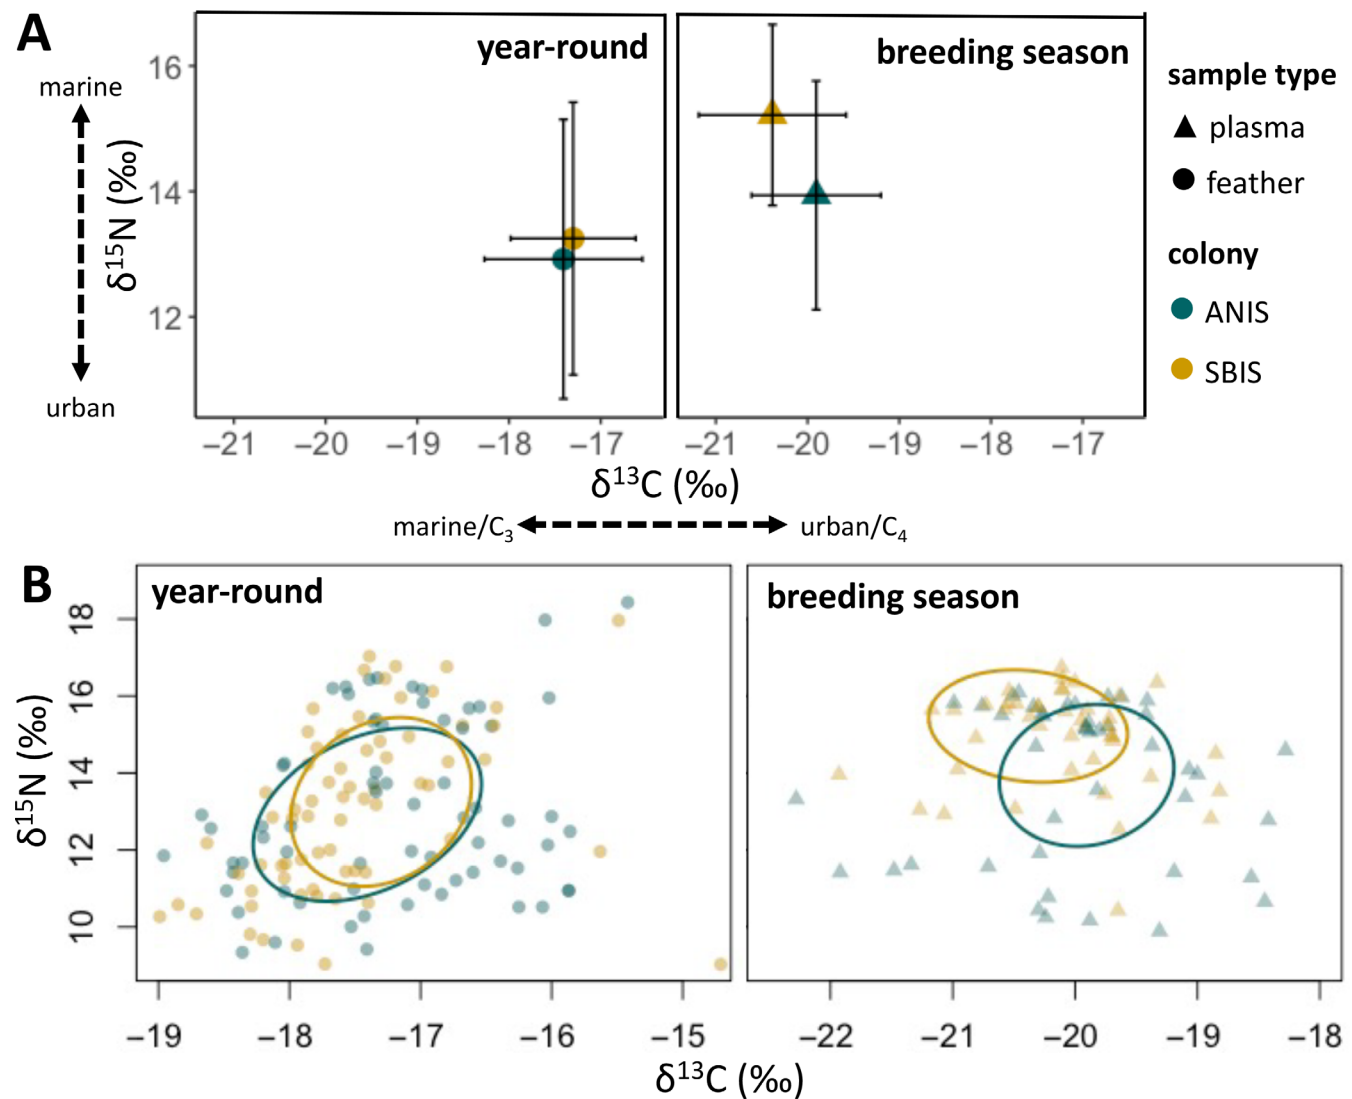 A
year-round
breeding season
marine
urban
δ¹⁵N (‰)
16
14
12
–21 –20 –19 –18 –17
–21 –20 –19 –18 –17
δ¹³C (‰)
marine/C₃
urban/C₄
sample type
plasma
feather
colony
ANIS
SBIS
B
year-round
breeding season
δ¹⁵N (‰)
18
16
14
12
10
–19 –18 –17 –16 –15
–22 –21 –20 –19 –18
δ¹³C (‰)